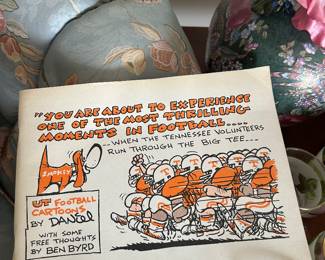 "YOU ARE ABOUT TO EXPERIENCE
ONE OF THE MOST THRILLING
MOMENTS IN FOOTBALL....
...WHEN THE TENNESSEE VOLUNTEERS
RUN THROUGH THE BIG TEE---
SMOKEY
UT FOOTBALL
CARTOONS
BY DANIEL
WITH SOME
FREE THOUGHTS
BY BEN BYRD
T
T
T
T